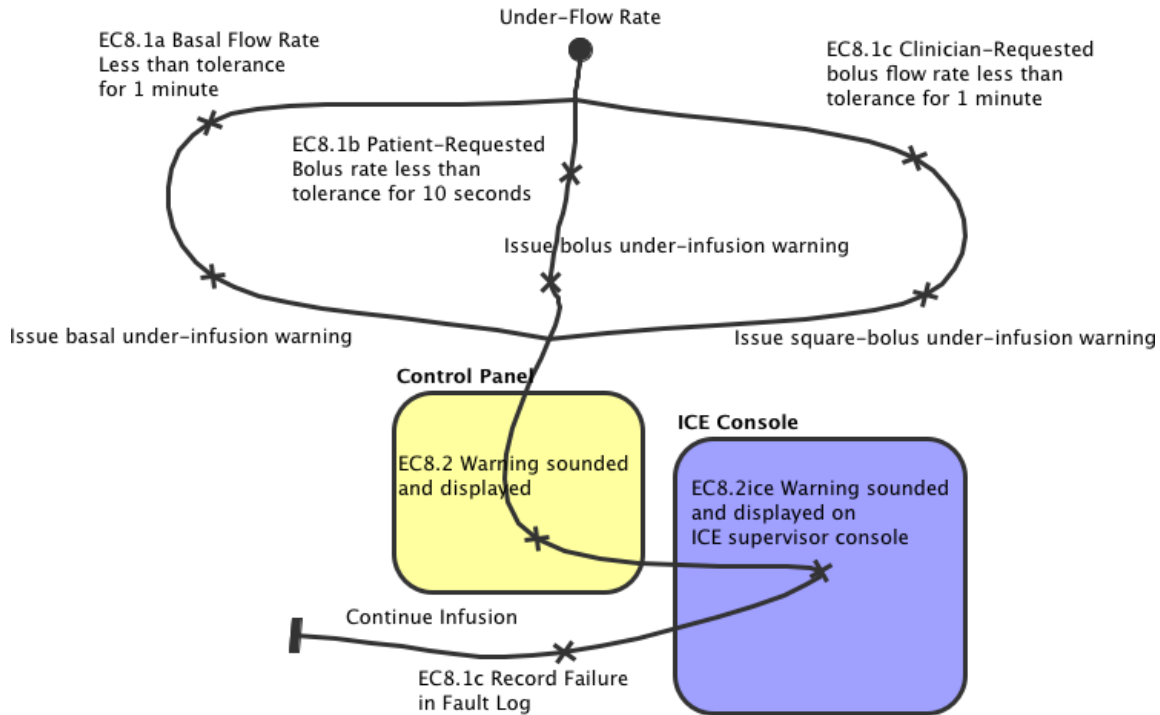 Under-Flow Rate
EC8.1a Basal Flow Rate
Less than tolerance
for 1 minute
EC8.1c Clinician-Requested
bolus flow rate less than
tolerance for 1 minute
EC8.1b Patient-Requested
Bolus rate less than
tolerance for 10 seconds
Issue bolus under-infusion warning
Issue basal under-infusion warning
Issue square-bolus under-infusion warning
Control Panel
ICE Console
EC8.2 Warning sounded
and displayed
EC8.2ice Warning sounded
and displayed on
ICE supervisor console
Continue Infusion
EC8.1c Record Failure
in Fault Log